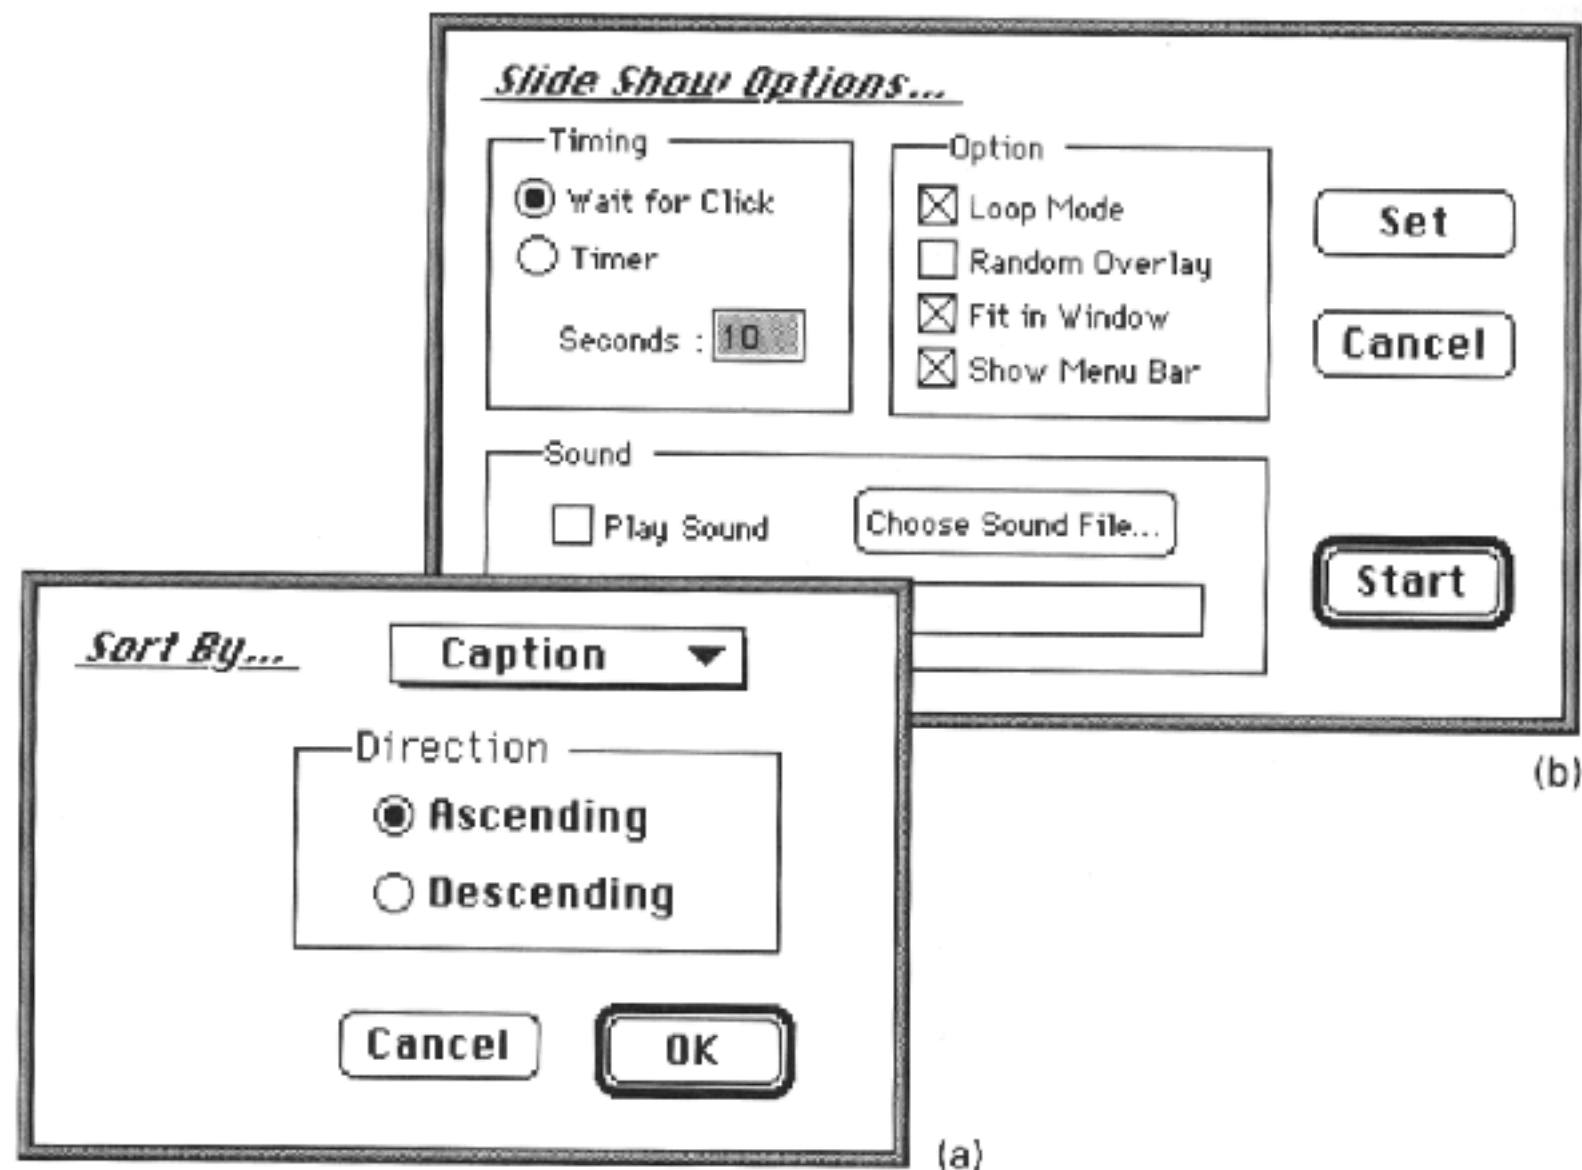 Slide Show Options...
Timing
Wait for Click
Timer
Seconds : 10
Option
Loop Mode
Random Overlay
Fit in Window
Show Menu Bar
Set
Cancel
Sound
Play Sound
Choose Sound File...
Start
(b)
Sort By...
Caption
Direction
Ascending
Descending
Cancel
OK
(a)